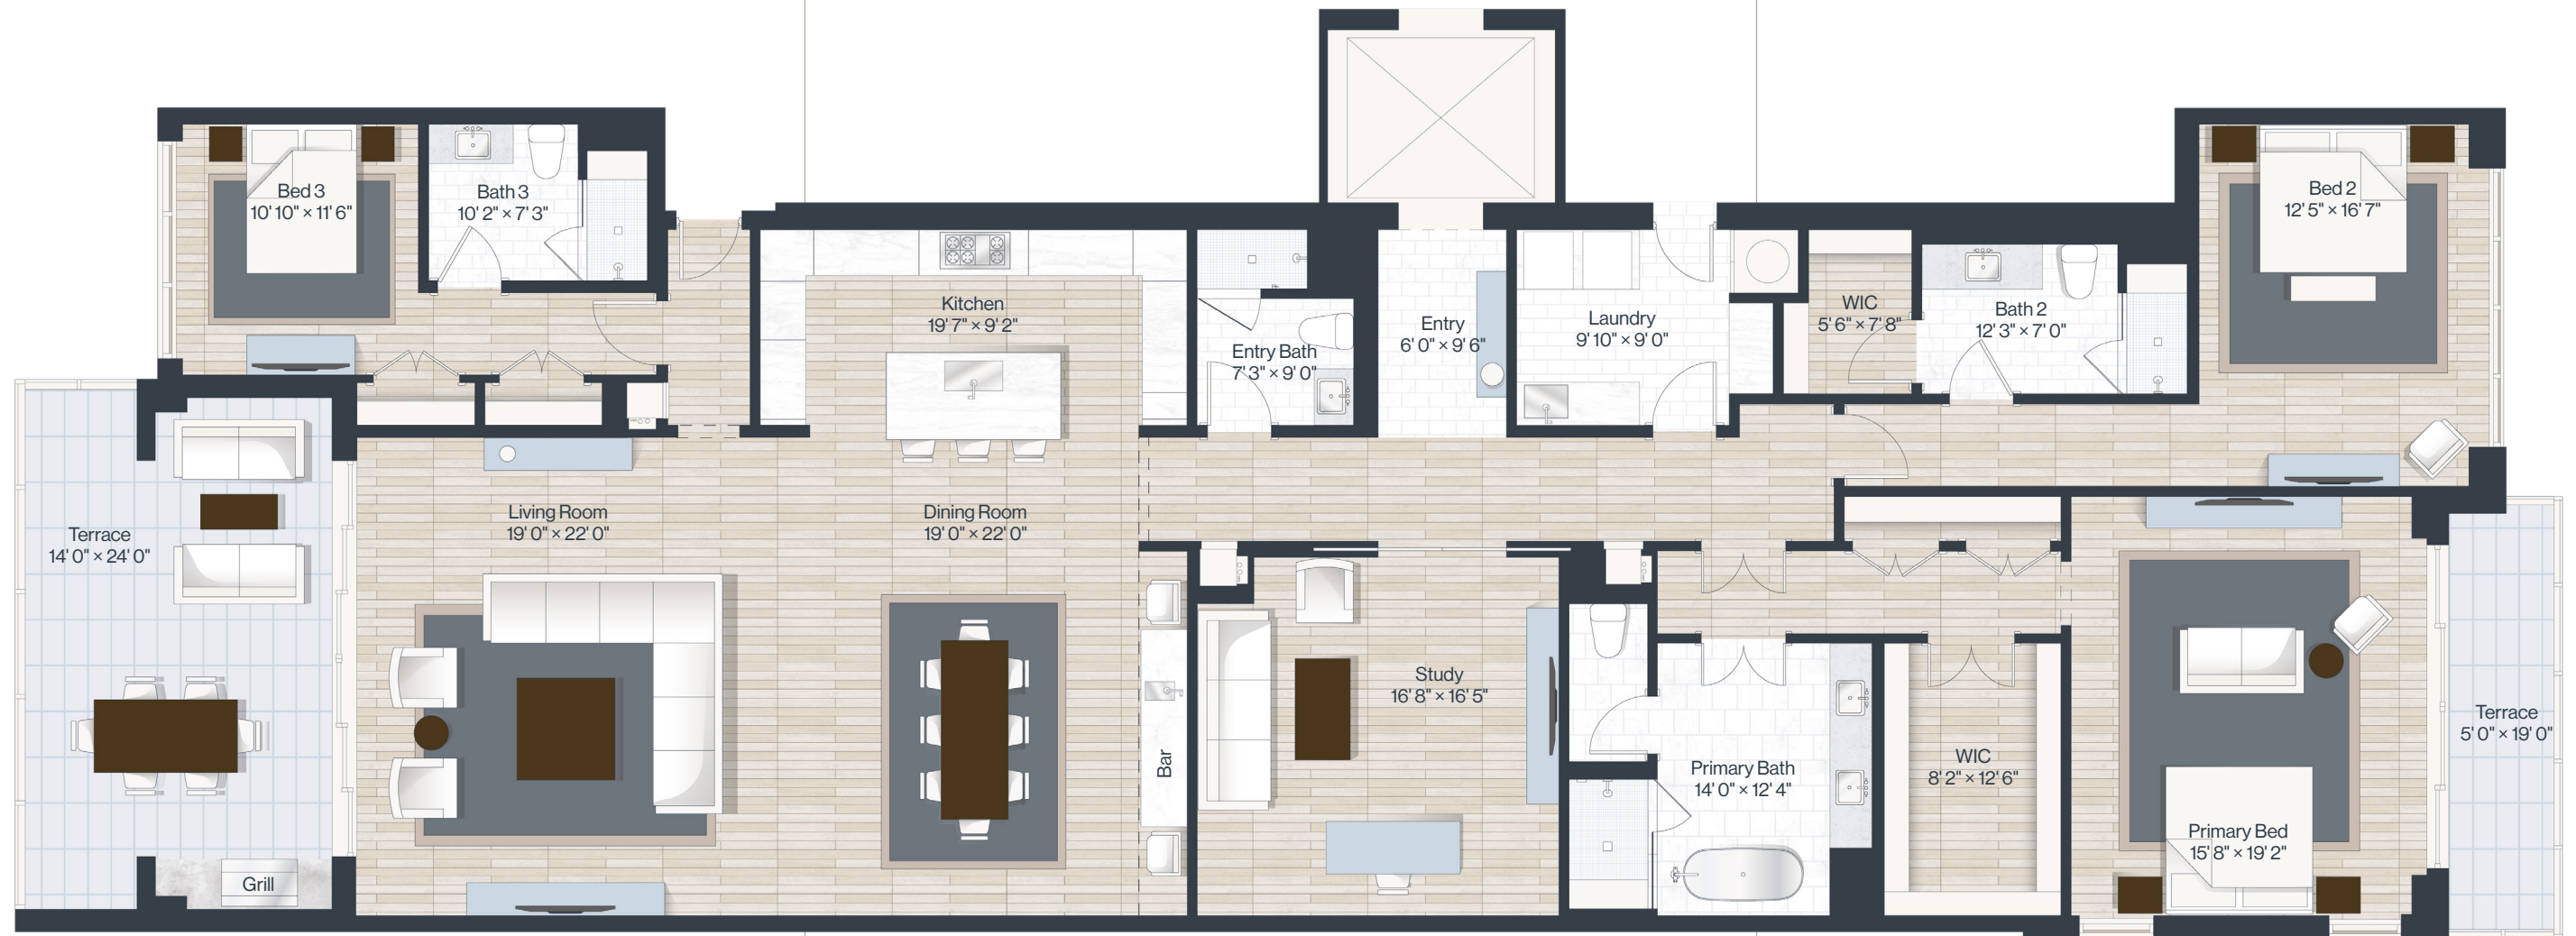 Bed 3
10' 10" × 11' 6"
Bath 3
10' 2" × 7' 3"
Bed 2
12' 5" × 16' 7"
Kitchen
19' 7" × 9' 2"
Entry Bath
7' 3" × 9' 0"
Entry
6' 0" × 9' 6"
Laundry
9' 10" × 9' 0"
WIC
5' 6" × 7' 8"
Bath 2
12' 3" × 7' 0"
Terrace
14' 0" × 24' 0"
Living Room
19' 0" × 22' 0"
Dining Room
19' 0" × 22' 0"
Bar
Study
16' 8" × 16' 5"
Primary Bath
14' 0" × 12' 4"
WIC
8' 2" × 12' 6"
Primary Bed
15' 8" × 19' 2"
Terrace
5' 0" × 19' 0"
Grill